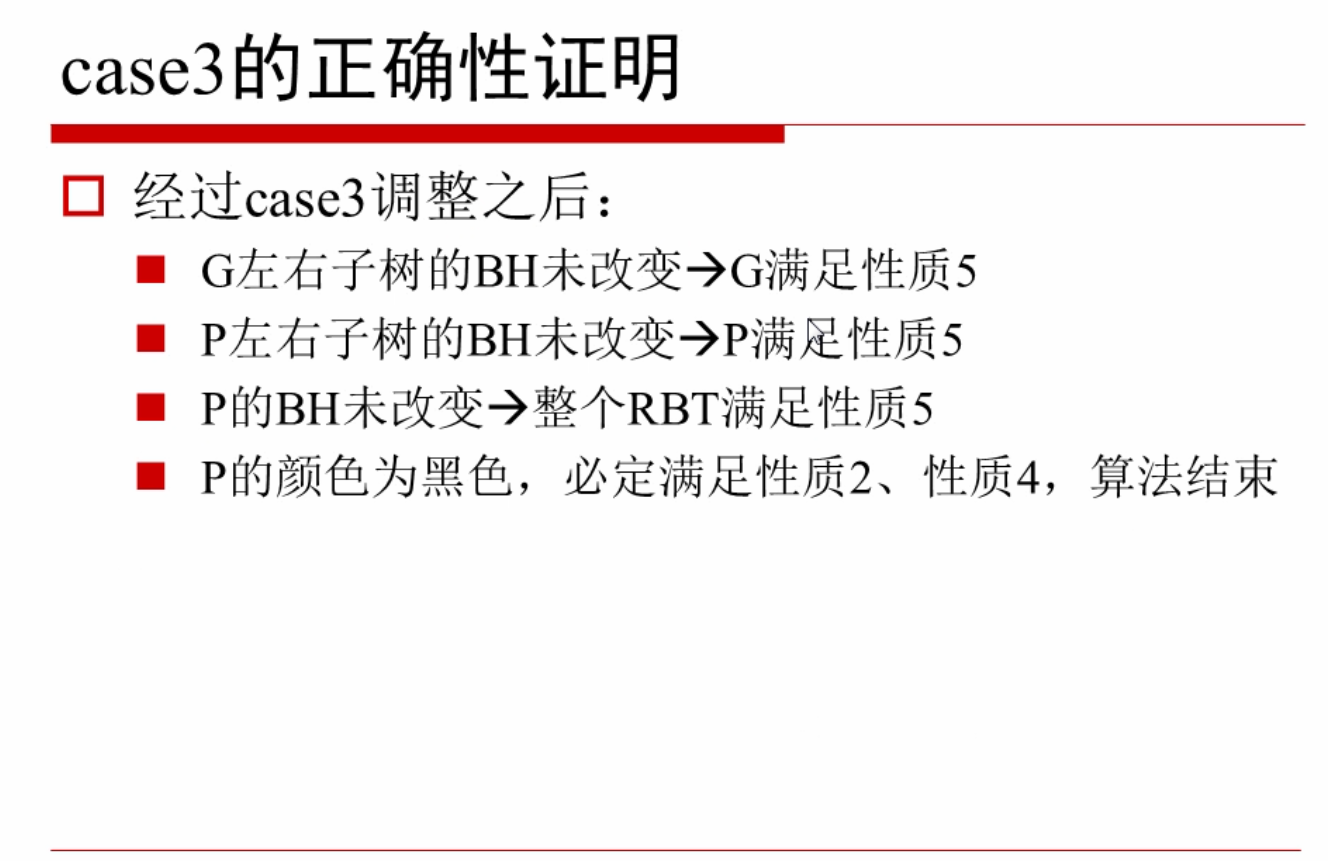 case3的正确性证明
经过case3调整之后：
G左右子树的BH未改变→G满足性质5
P左右子树的BH未改变→P满足性质5
P的BH未改变→整个RBT满足性质5
P的颜色为黑色，必定满足性质2、性质4，算法结束